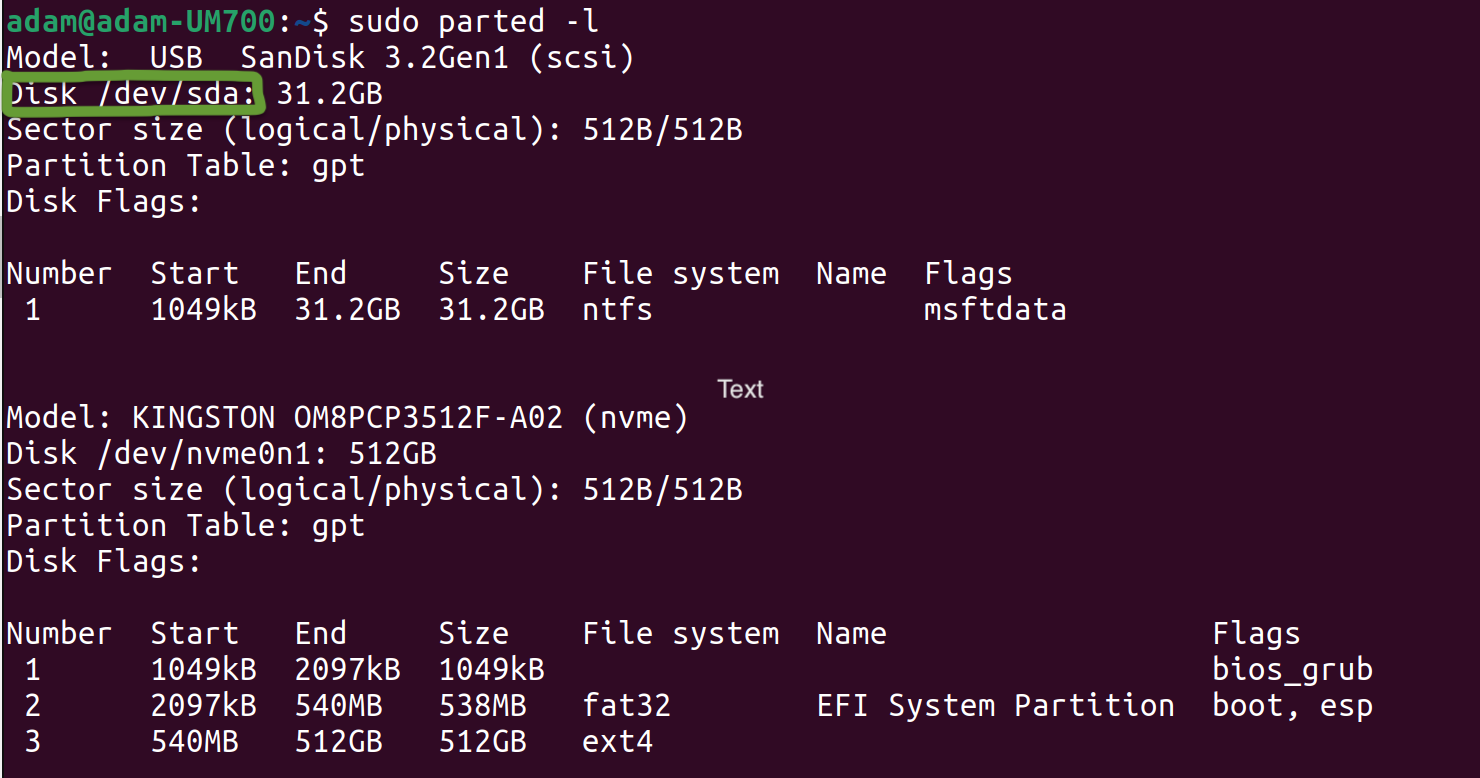 adam@adam-UM700:~$ sudo parted -l
Model:  USB  SanDisk 3.2Gen1 (scsi)
Disk /dev/sda: 31.2GB
Sector size (logical/physical): 512B/512B
Partition Table: gpt
Disk Flags:
Number  Start   End     Size    File system  Name  Flags
 1      1049kB  31.2GB  31.2GB  ntfs               msftdata
Text
Model: KINGSTON OM8PCP3512F-A02 (nvme)
Disk /dev/nvme0n1: 512GB
Sector size (logical/physical): 512B/512B
Partition Table: gpt
Disk Flags:
Number  Start   End     Size    File system  Name                  Flags
 1      1049kB  2097kB  1049kB                                     bios_grub
 2      2097kB  540MB   538MB   fat32        EFI System Partition  boot, esp
 3      540MB   512GB   512GB   ext4